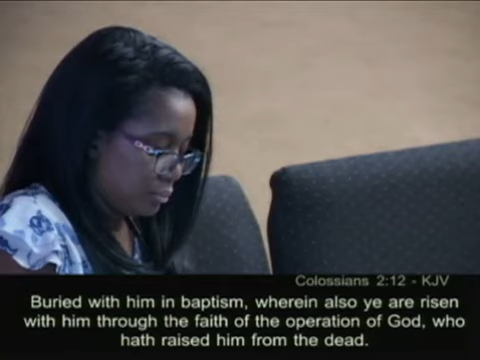 Colossians 2:12 - KJV
Buried with him in baptism, wherein also ye are risen
with him through the faith of the operation of God, who
hath raised him from the dead.